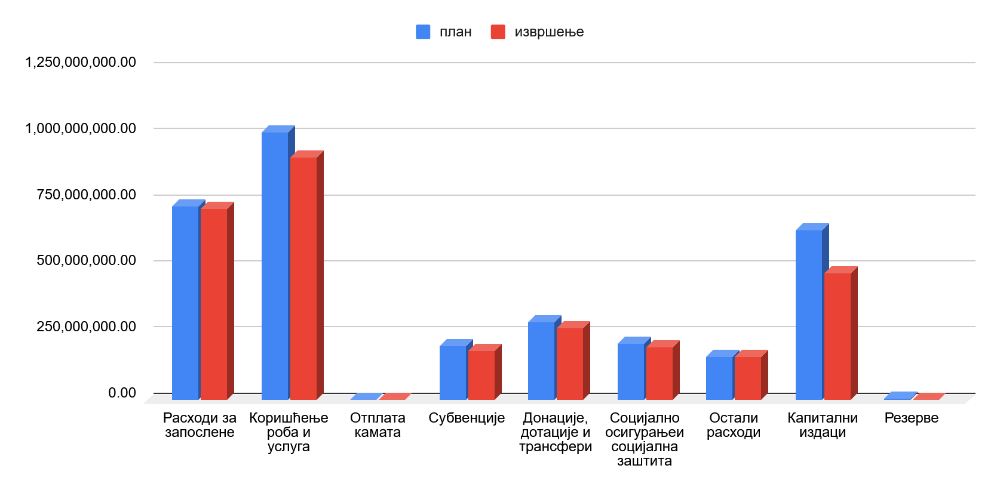 план
извршење
1,250,000,000.00
1,000,000,000.00
750,000,000.00
500,000,000.00
250,000,000.00
0.00
Расходи за
запослене
Коришћење
роба и
услуга
Отплата
камата
Субвенције
Донације,
дотације и
трансфери
Социјално
осигурањеи
социјална
заштита
Остали
расходи
Капитални
издаци
Резерве